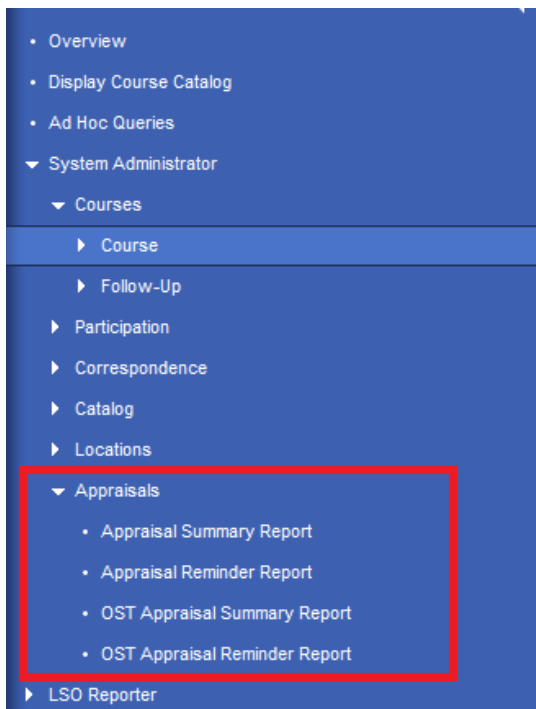 Overview
Display Course Catalog
Ad Hoc Queries
System Administrator
Courses
Course
Follow-Up
Participation
Correspondence
Catalog
Locations
Appraisals
Appraisal Summary Report
Appraisal Reminder Report
OST Appraisal Summary Report
OST Appraisal Reminder Report
LSO Reporter